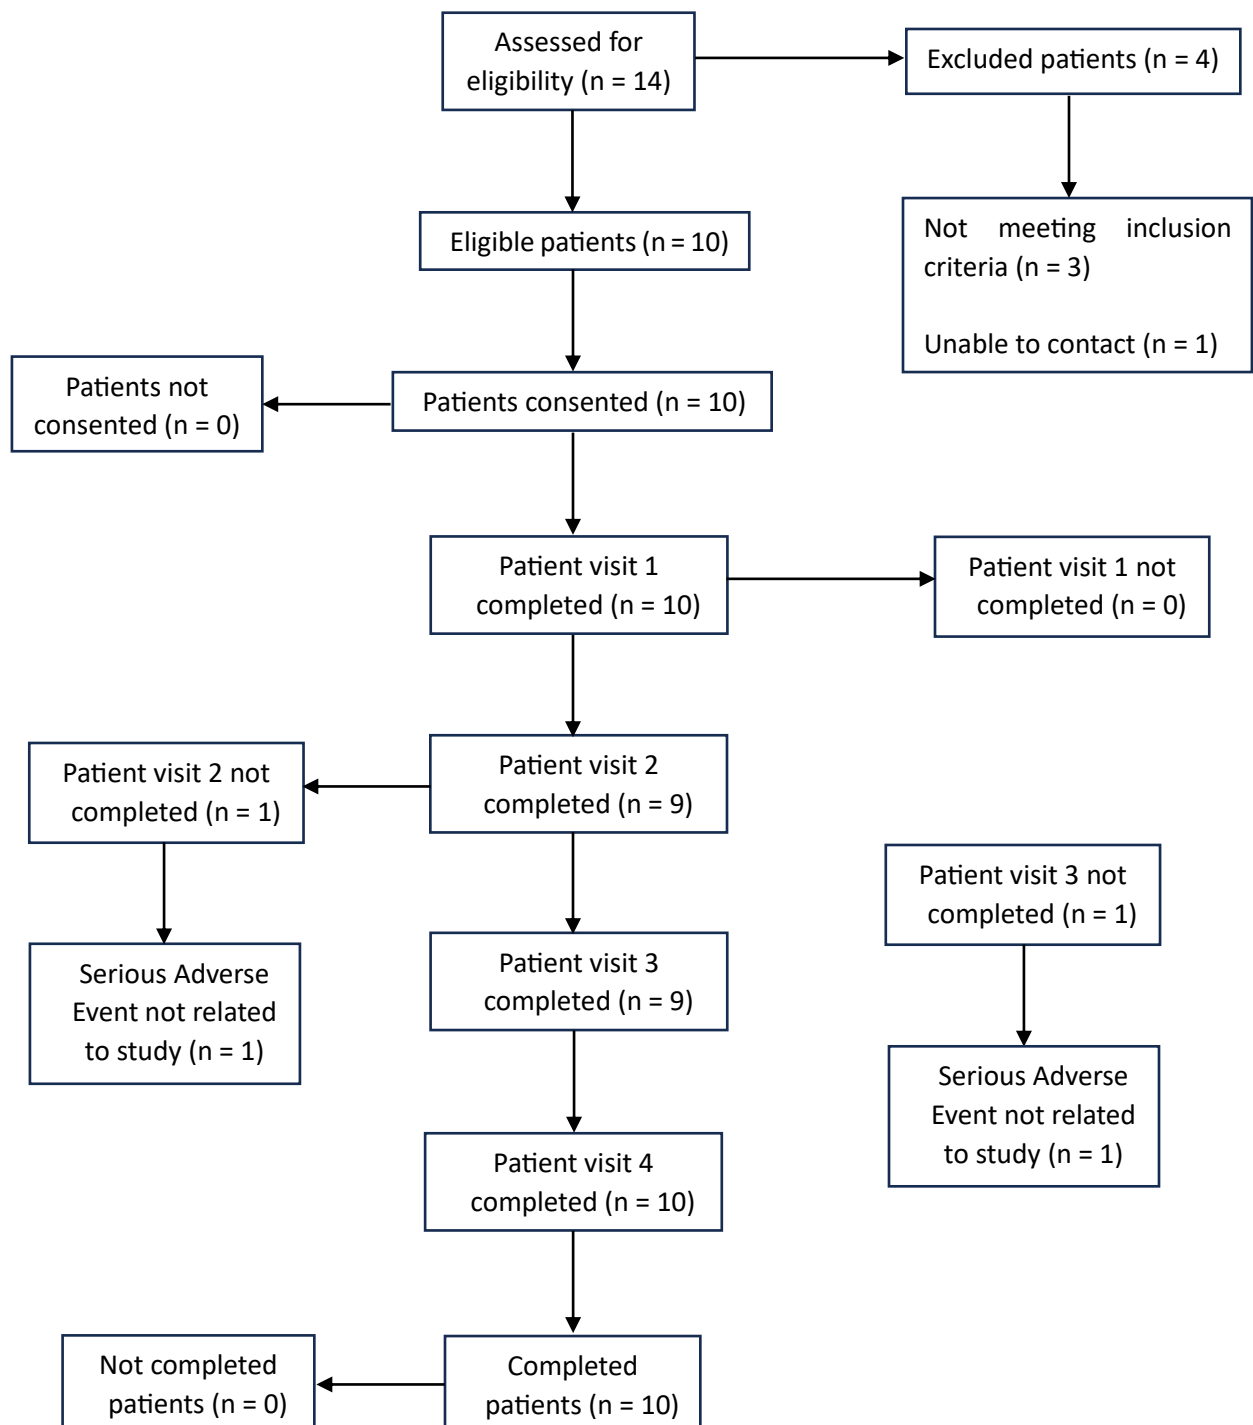 Assessed for
eligibility (n = 14)
Excluded patients (n = 4)
Not meeting inclusion
criteria (n = 3)
Unable to contact (n = 1)
Eligible patients (n = 10)
Patients not
consented (n = 0)
Patients consented (n = 10)
Patient visit 1
completed (n = 10)
Patient visit 1 not
completed (n = 0)
Patient visit 2 not
completed (n = 1)
Patient visit 2
completed (n = 9)
Serious Adverse
Event not related
to study (n = 1)
Patient visit 3
completed (n = 9)
Patient visit 3 not
completed (n = 1)
Serious Adverse
Event not related
to study (n = 1)
Patient visit 4
completed (n = 10)
Not completed
patients (n = 0)
Completed
patients (n = 10)